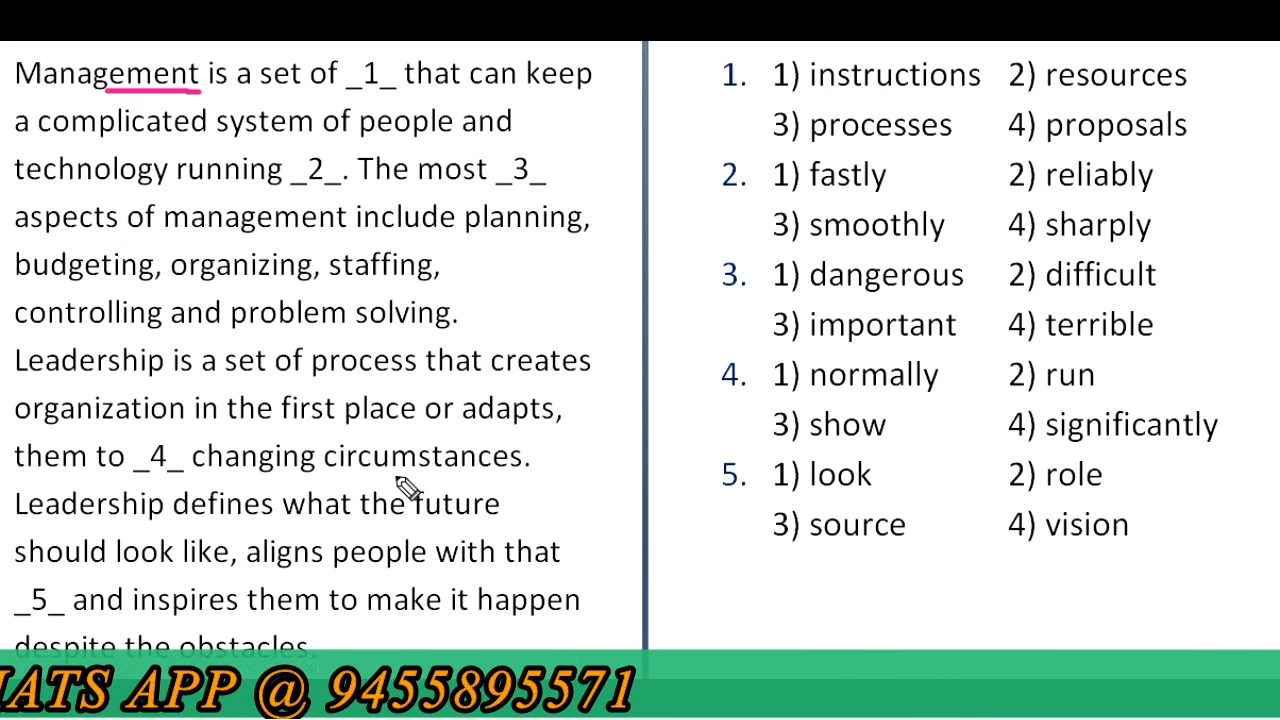 Management is a set of _1_ that can keep
a complicated system of people and
technology running _2_. The most _3_
aspects of management include planning,
budgeting, organizing, staffing,
controlling and problem solving.
Leadership is a set of process that creates
organization in the first place or adapts,
them to _4_ changing circumstances.
Leadership defines what the future
should look like, aligns people with that
_5_ and inspires them to make it happen
despite the obstacles.
1. 1) instructions 2) resources
3) processes 4) proposals
2. 1) fastly 2) reliably
3) smoothly 4) sharply
3. 1) dangerous 2) difficult
3) important 4) terrible
4. 1) normally 2) run
3) show 4) significantly
5. 1) look 2) role
3) source 4) vision
HATS APP @ 9455895571